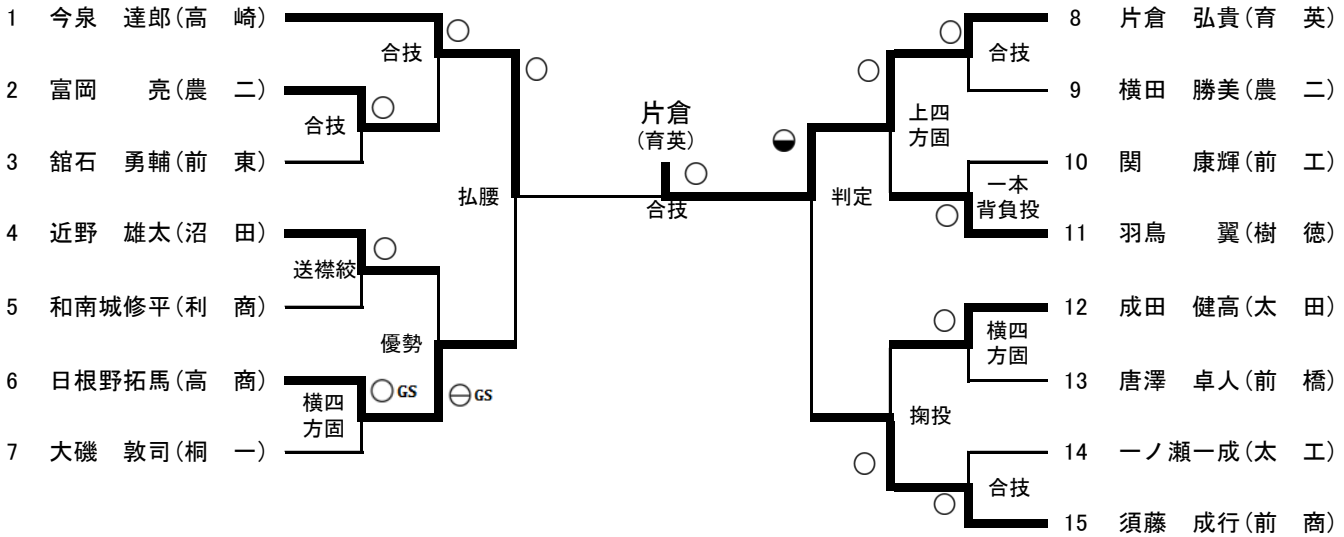 1 今泉 達郎(高 崎)
2 富岡 亮(農 二)
3 舘石 勇輔(前 東)
4 近野 雄太(沼 田)
5 和南城修平(利 商)
6 日根野拓馬(高 商)
7 大磯 敦司(桐 一)
合技
合技
送襟絞
優勢
横四
方固
GS
GS
払腰
片倉
(育英)
合技
判定
上四
方固
掬投
合技
一本
背負投
横四
方固
合技
8 片倉 弘貴(育 英)
9 横田 勝美(農 二)
10 関 康輝(前 工)
11 羽鳥 翼(樹 徳)
12 成田 健高(太 田)
13 唐澤 卓人(前 橋)
14 一ノ瀬一成(太 工)
15 須藤 成行(前 商)